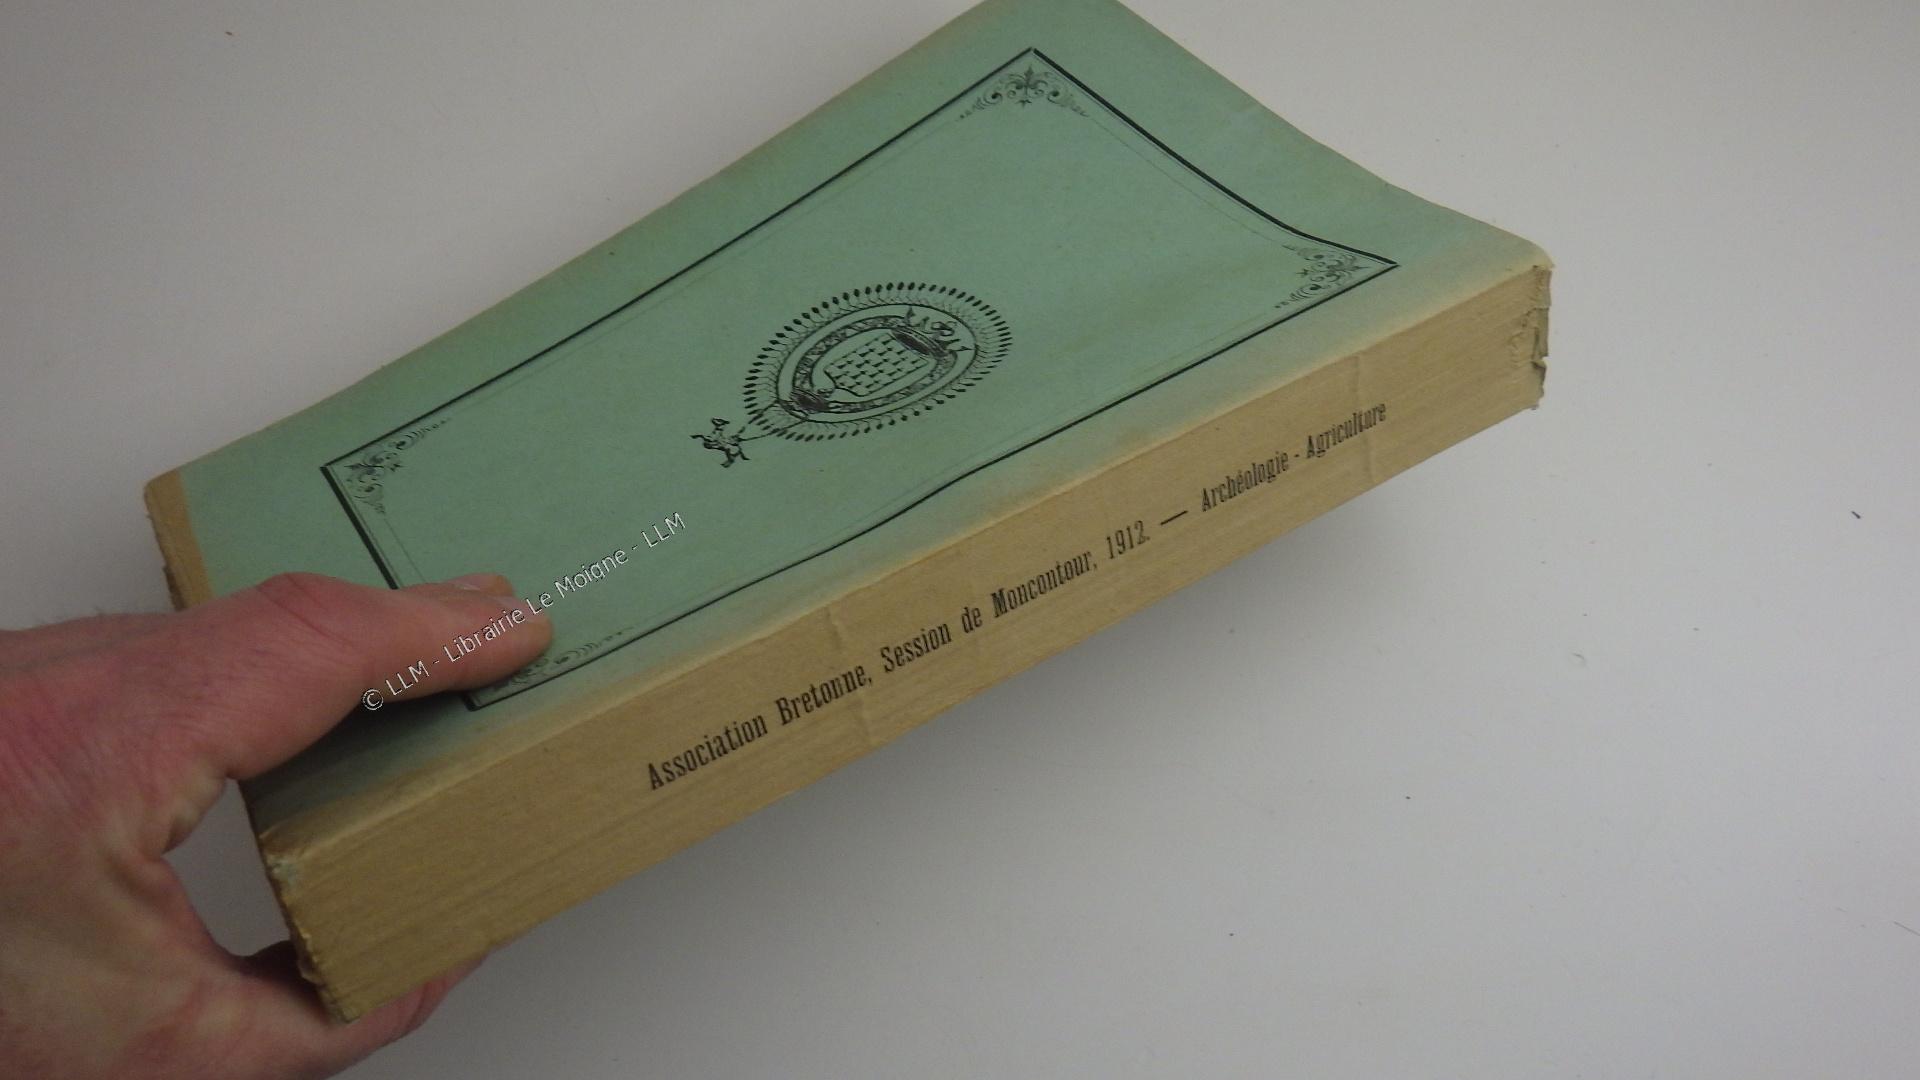 Association Bretonne, Session de Moncontour, 1912. — Archéologie - Agriculture
© LLM - Librairie Le Moigne - LLM